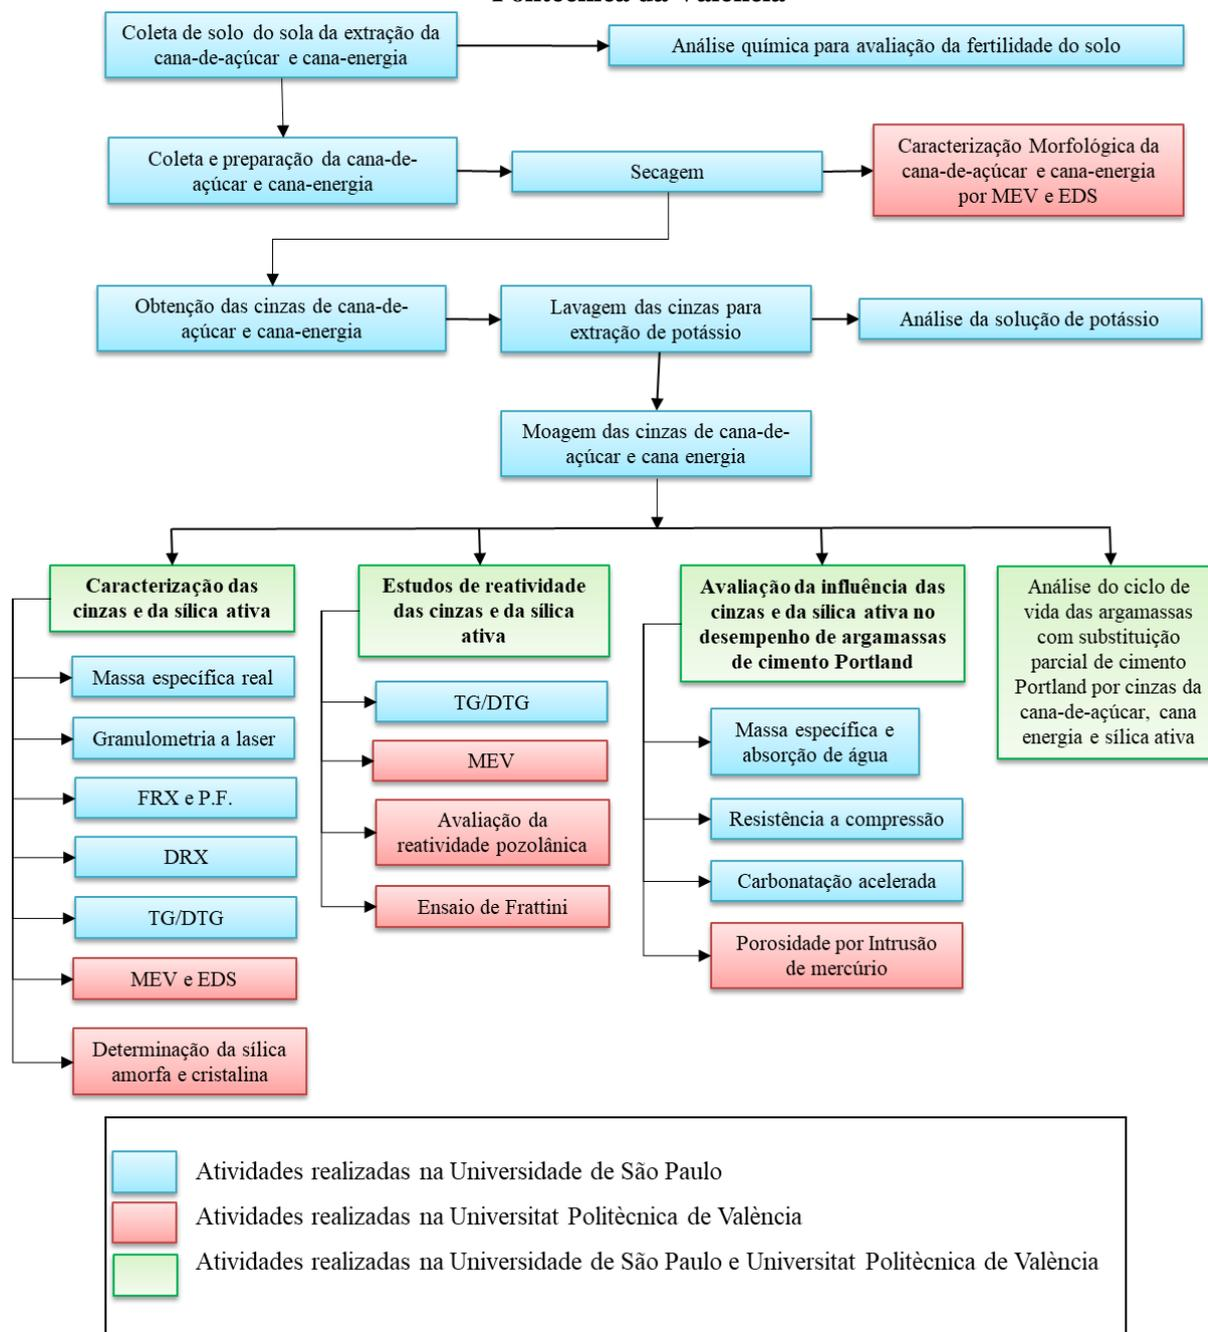 Politécnica da València
Coleta de solo do sola da extração da
cana-de-açúcar e cana-energia
Análise química para avaliação da fertilidade do solo
Coleta e preparação da cana-de-
açúcar e cana-energia
Secagem
Caracterização Morfológica da
cana-de-açúcar e cana-energia
por MEV e EDS
Obtenção das cinzas de cana-de-
açúcar e cana-energia
Lavagem das cinzas para
extração de potássio
Análise da solução de potássio
Moagem das cinzas de cana-de-
açúcar e cana energia
Caracterização das
cinzas e da sílica ativa
Massa específica real
Granulometria a laser
FRX e P.F.
DRX
TG/DTG
MEV e EDS
Determinação da sílica
amorfa e cristalina
Estudos de reatividade
das cinzas e da sílica
ativa
TG/DTG
MEV
Avaliação da
reatividade pozolânica
Ensaio de Frattini
Avaliação da influência das
cinzas e da sílica ativa no
desempenho de argamassas
de cimento Portland
Massa específica e
absorção de água
Resistência a compressão
Carbonatação acelerada
Porosidade por Intrusão
de mercúrio
Análise do ciclo de
vida das argamassas
com substituição
parcial de cimento
Portland por cinzas da
cana-de-açúcar, cana
energia e sílica ativa
Atividades realizadas na Universidade de São Paulo
Atividades realizadas na Universitat Politècnica de València
Atividades realizadas na Universidade de São Paulo e Universitat Politècnica de València